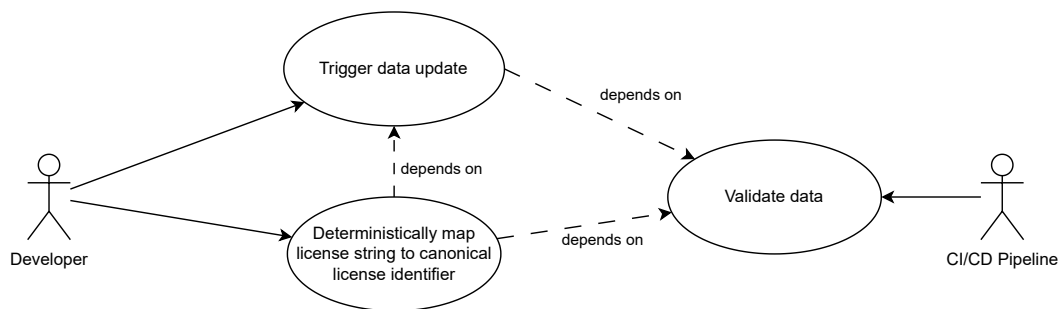 Trigger data update
depends on
depends on
Validate data
Developer
Deterministically map
license string to canonical
license identifier
depends on
CI/CD Pipeline